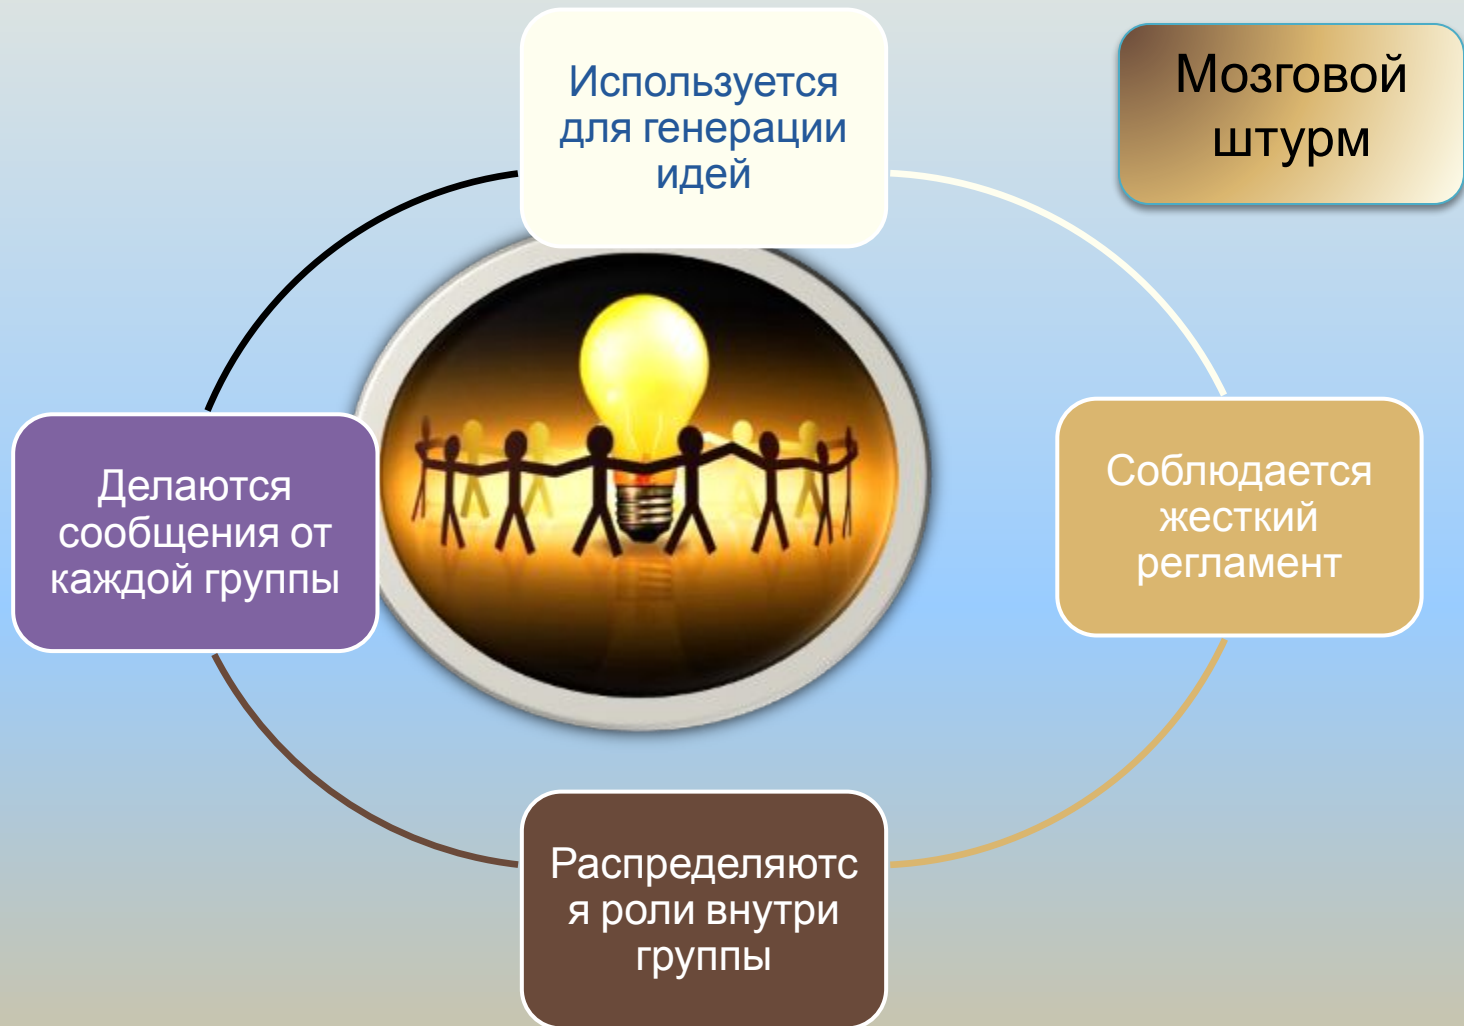 Мозговой
штурм
Используется
для генерации
идей
Соблюдается
жесткий
регламент
Распределяютс
я роли внутри
группы
Делаются
сообщения от
каждой группы